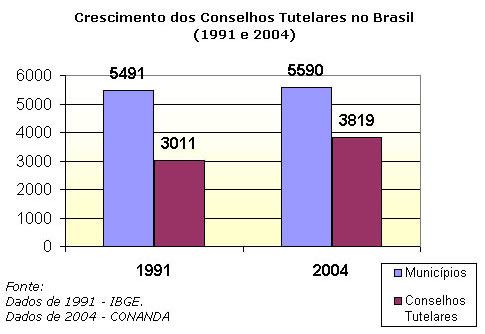 Crescimento dos Conselhos Tutelares no Brasil
(1991 e 2004)
6000
5000
4000
3000
2000
1000
0
5491
3011
5590
3819
1991
2004
Municípios
Conselhos
Tutelares
Fonte:
Dados de 1991 - IBGE.
Dados de 2004 - CONANDA